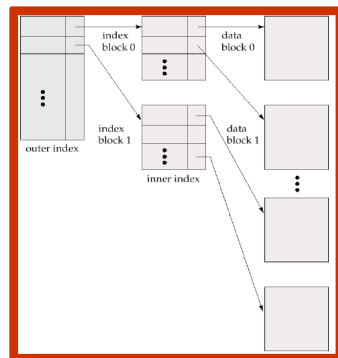 index
block 0
data
block 0
index
block 1
data
block 1
outer index
inner index